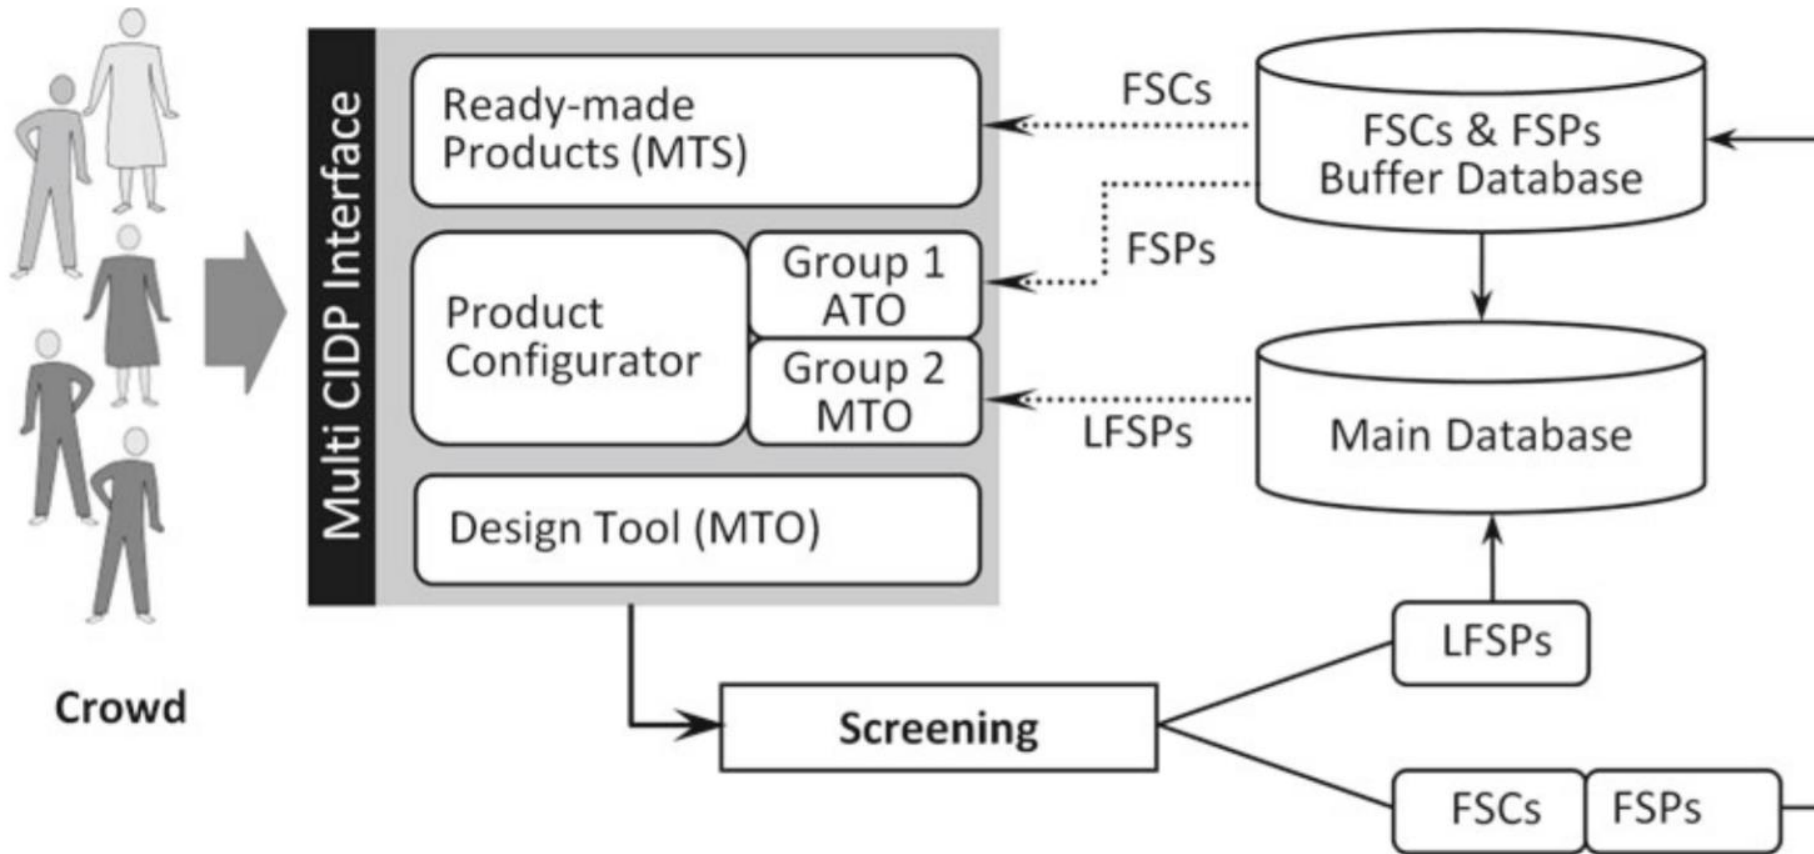 Crowd
Multi CIDP Interface
Ready-made
Products (MTS)
Product
Configurator
Group 1
ATO
Group 2
MTO
Design Tool (MTO)
FSCs
FSPs
LFSPs
FSCs & FSPs
Buffer Database
Main Database
Screening
LFSPs
FSCs
FSPs